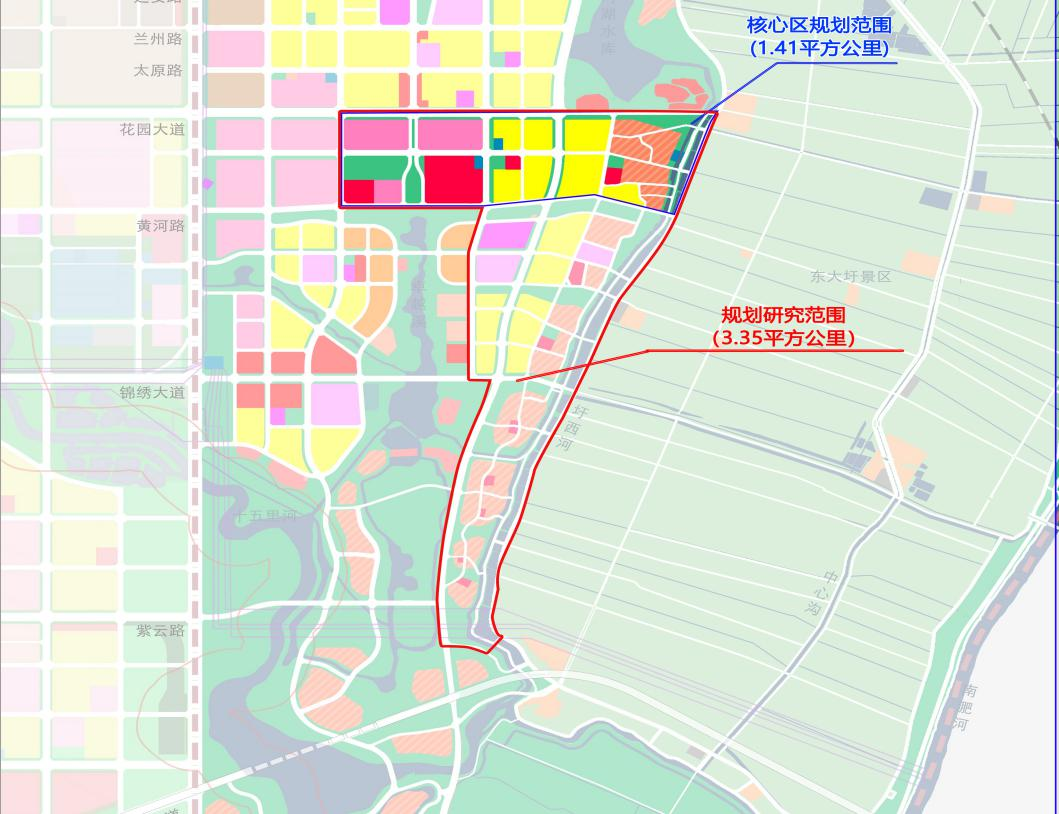 核心区规划范围
(1.41平方公里)
兰州路
太原路
花园大道
黄河路
东大圩景区
规划研究范围
（3.35平方公里）
锦绣大道
圩西河
十五里河
中心沟
紫云路
南肥河